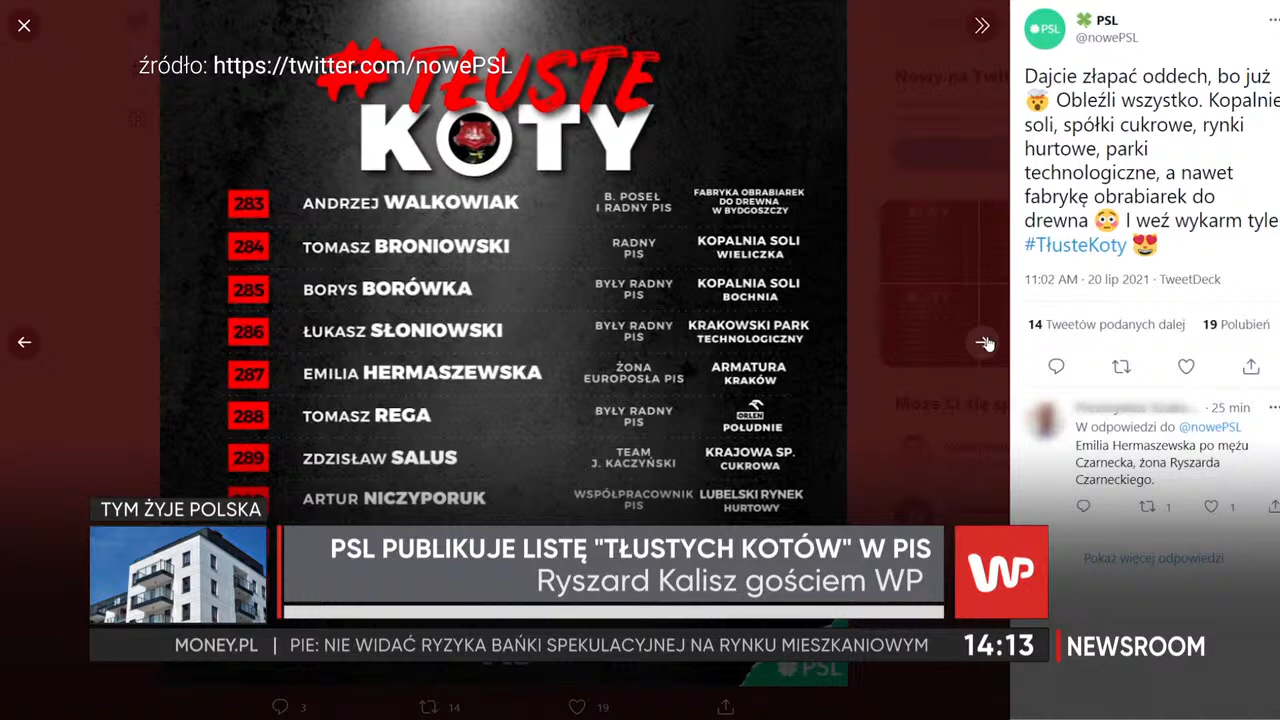 źródło: https://twitter.com/nowePSL
#TŁUSTE
KOTY
283 ANDRZEJ WALKOWIAK B. POSEŁ I RADNY PIS FABRYKA OBRABIAREK DO DREWNA W BYDGOSZCZY
284 TOMASZ BRONIOWSKI RADNY PIS KOPALNIA SOLI WIELICZKA
285 BORYS BORÓWKA BYŁY RADNY PIS KOPALNIA SOLI BOCHNIA
286 ŁUKASZ SŁONIOWSKI BYŁY RADNY PIS KRAKOWSKI PARK TECHNOLOGICZNY
287 EMILIA HERMASZEWSKA ŻONA EUROPOSŁA PIS ARMATURA KRAKÓW
288 TOMASZ REGA BYŁY RADNY PIS ORLEN POŁUDNIE
289 ZDZISŁAW SALUS TEAM J. KACZYŃSKI KRAJOWA SP. CUKROWA
ARTUR NICZYPORUK WSPÓŁPRACOWNIK PIS LUBELSKI RYNEK HURTOWY
3 14 19
PSL
PSL
PSL
@nowePSL
Dajcie złapać oddech, bo już
🤯 Obleźli wszystko. Kopalnie
soli, spółki cukrowe, rynki
hurtowe, parki
technologiczne, a nawet
fabrykę obrabiarek do
drewna 😳 I weź wykarm tyle
#TłusteKoty 😻
11:02 AM · 20 lip 2021 · TweetDeck
14 Tweetów podanych dalej 19 Polubień
· 25 min
W odpowiedzi do @nowePSL
Emilia Hermaszewska po mężu
Czarnecka, żona Ryszarda
Czarneckiego.
1 1
Pokaż więcej odpowiedzi
TYM ŻYJE POLSKA
PSL PUBLIKUJE LISTĘ "TŁUSTYCH KOTÓW" W PIS
Ryszard Kalisz gościem WP
WP
MONEY.PL | PIE: NIE WIDAĆ RYZYKA BAŃKI SPEKULACYJNEJ NA RYNKU MIESZKANIOWYM
14:13 NEWSROOM